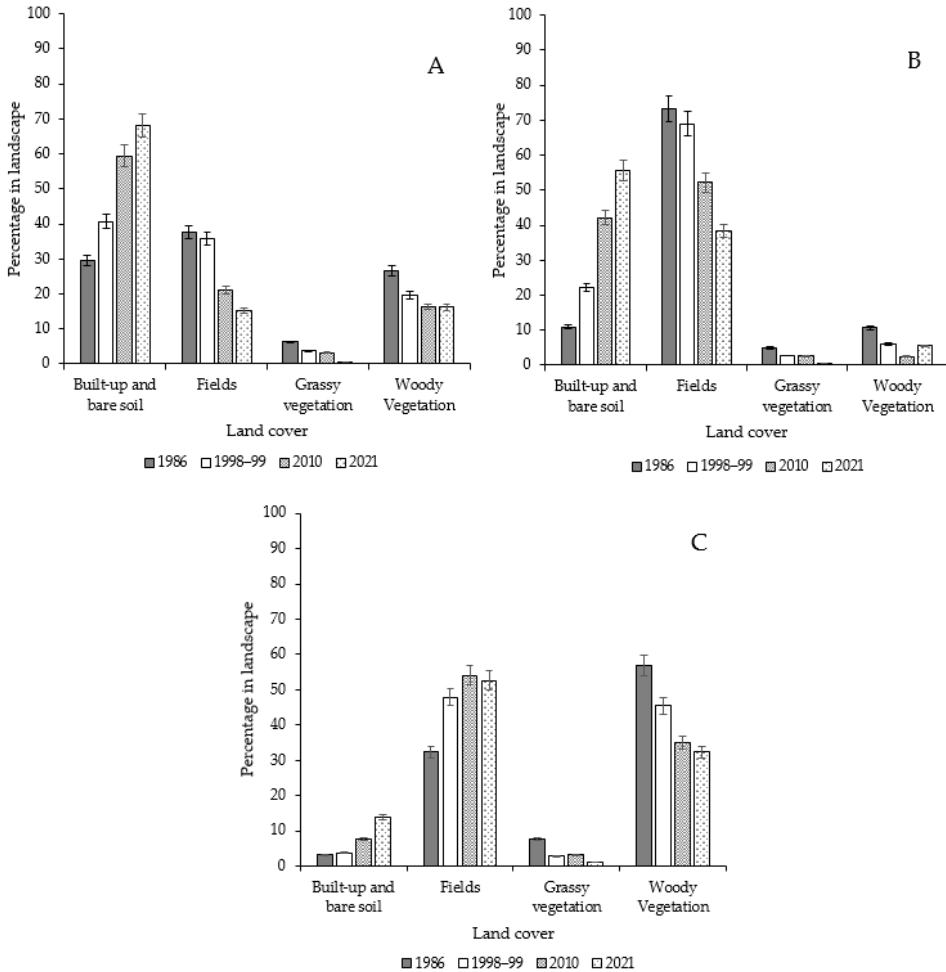 A
Percentage in landscape
100
90
80
70
60
50
40
30
20
10
0
Built-up and bare soil
Fields
Grassy vegetation
Woody Vegetation
Land cover
1986 1998–99 2010 2021
B
Percentage in landscape
100
90
80
70
60
50
40
30
20
10
0
Built-up and bare soil
Fields
Grassy vegetation
Woody Vegetation
Land cover
1986 1998–99 2010 2021
C
Percentage in landscape
100
90
80
70
60
50
40
30
20
10
0
Built-up and bare soil
Fields
Grassy vegetation
Woody Vegetation
Land cover
1986 1998–99 2010 2021